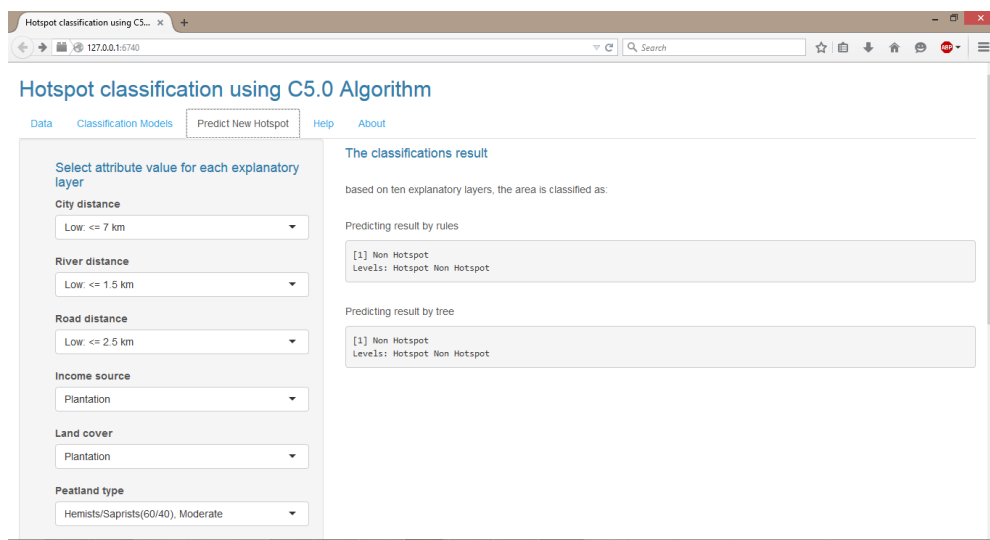 Hotspot classification using C5... × +
127.0.0.1:6740
Search
ABP
Hotspot classification using C5.0 Algorithm
Data Classification Models Predict New Hotspot Help About
Select attribute value for each explanatory
layer
City distance
Low: <= 7 km
River distance
Low: <= 1.5 km
Road distance
Low: <= 2.5 km
Income source
Plantation
Land cover
Plantation
Peatland type
Hemists/Saprists(60/40), Moderate
The classifications result
based on ten explanatory layers, the area is classified as:
Predicting result by rules
[1] Non Hotspot
Levels: Hotspot Non Hotspot
Predicting result by tree
[1] Non Hotspot
Levels: Hotspot Non Hotspot